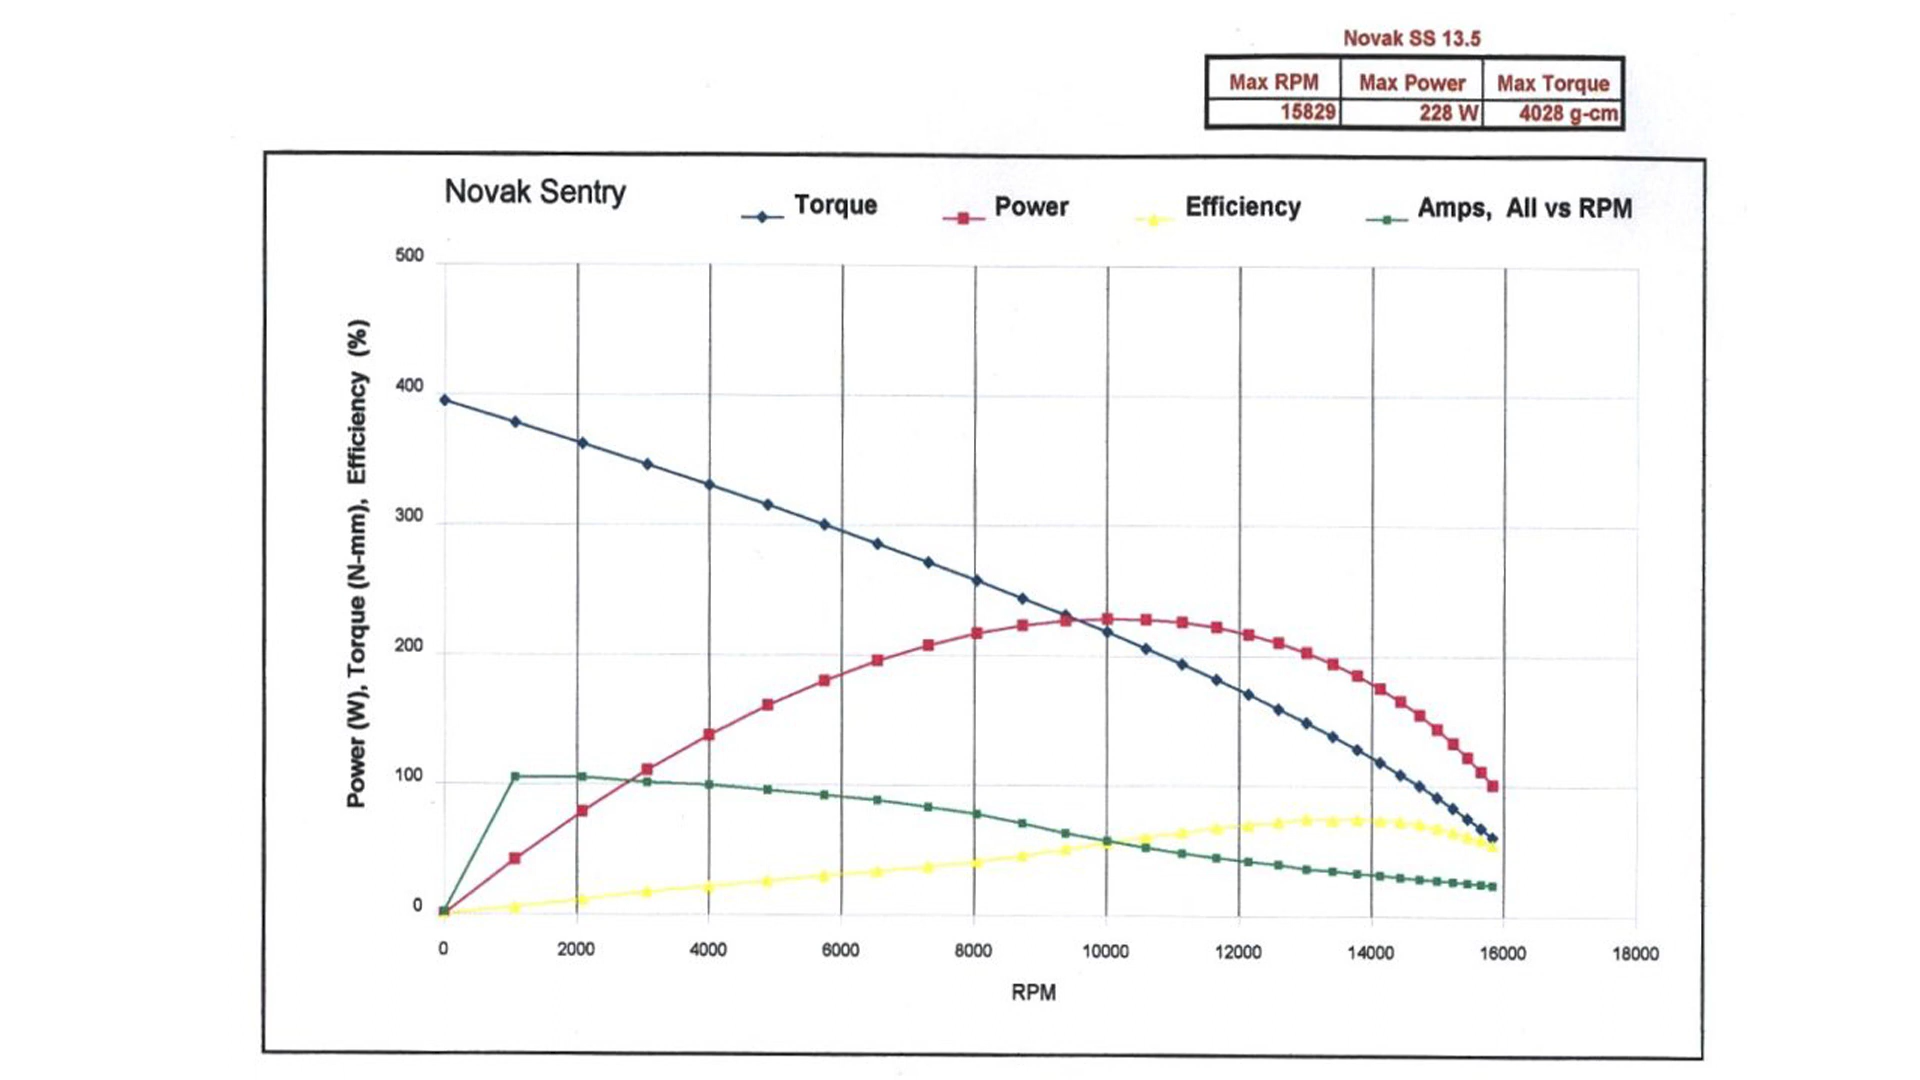 Novak SS 13.5
Max RPM Max Power Max Torque
15829 228 W 4028 g-cm
Novak Sentry
Torque Power Efficiency Amps, All vs RPM
Power (W), Torque (N-mm), Efficiency (%)
500
400
300
200
100
0
0 2000 4000 6000 8000 10000 12000 14000 16000 18000
RPM